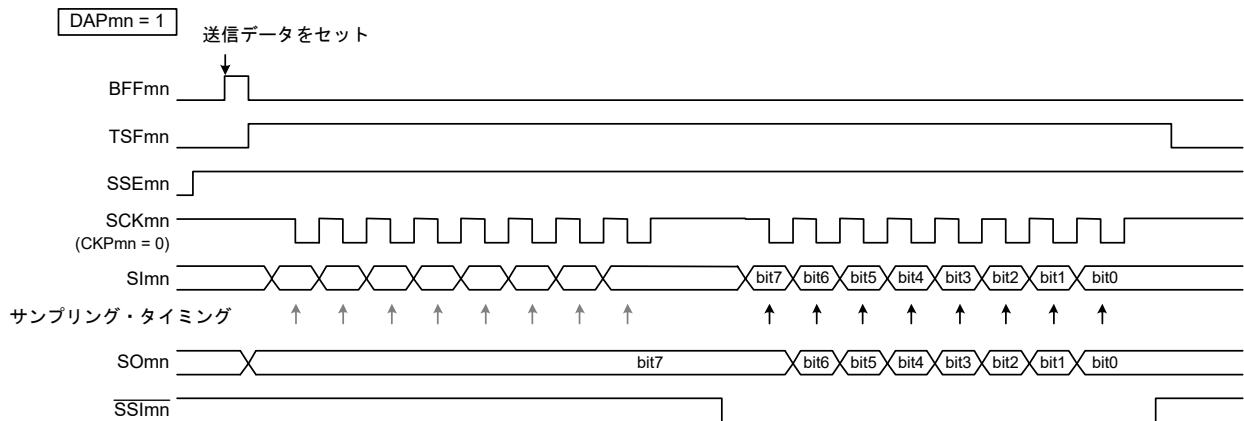 DAPmn = 1
送信データをセット
BFFmn
TSFmn
SSEmn
SCKmn
(CKPmn = 0)
SImn
bit7 bit6 bit5 bit4 bit3 bit2 bit1 bit0
サンプリング・タイミング
SOmn
bit7 bit6 bit5 bit4 bit3 bit2 bit1 bit0
SSImn